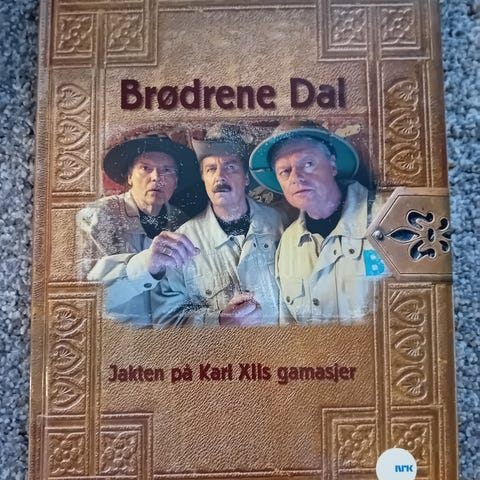 Brødrene Dal
B
Jakten på Karl XIIs gamasjer
NRK